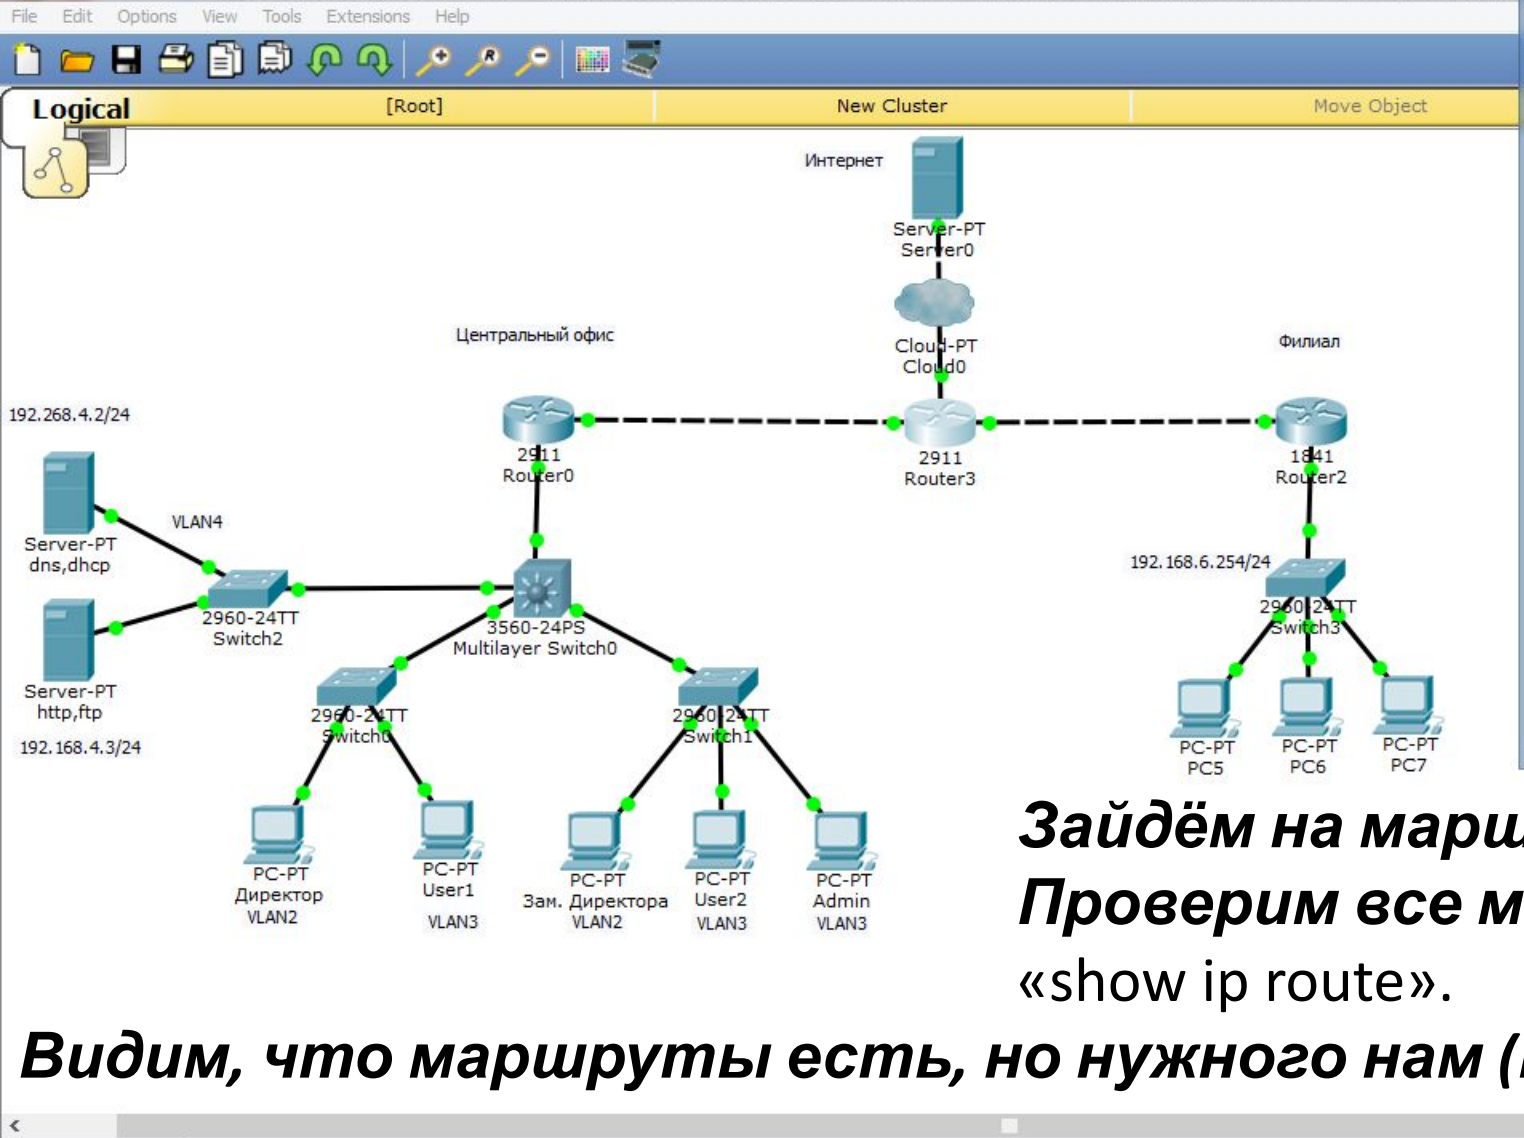 File Edit Options View Tools Extensions Help
Logical [Root] New Cluster Move Object
Интернет
Server-PT
Server0
Cloud-PT
Cloud0
Центральный офис
Филиал
192.268.4.2/24
2911
Router0
2911
Router3
1841
Router2
VLAN4
Server-PT
dns,dhcp
192.168.6.254/24
2960-24TT
Switch2
3560-24PS
Multilayer Switch0
2960-24TT
Switch3
Server-PT
http,ftp
192.168.4.3/24
2960-24TT
Switch0
2960-24TT
Switch1
PC-PT
PC5
PC-PT
PC6
PC-PT
PC7
PC-PT
Директор
VLAN2
PC-PT
User1
VLAN3
PC-PT
Зам. Директора
VLAN2
PC-PT
User2
VLAN3
PC-PT
Admin
VLAN3
Зайдём на марш
Проверим все м
«show ip route».
Видим, что маршруты есть, но нужного нам (